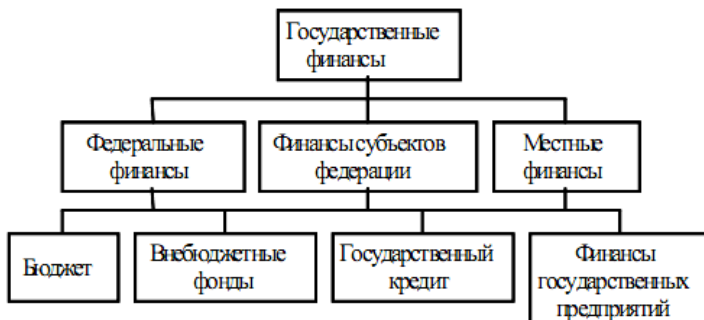 Государственные
финансы
Федеральные
финансы
Финансы субъектов
федерации
Местные
финансы
Бюджет
Внебюджетные
фонды
Государственный
кредит
Финансы
государственных
предприятий